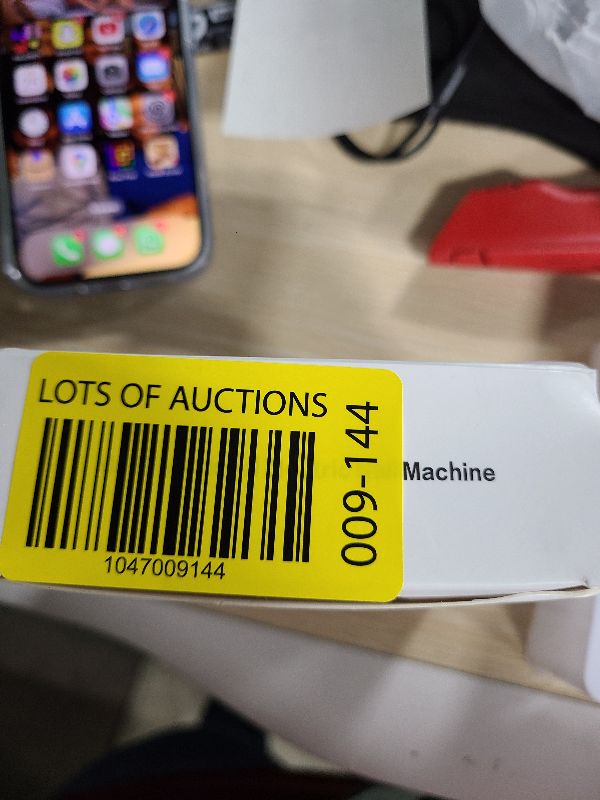 LOTS OF AUCTIONS
009-144
Machine
1047009144